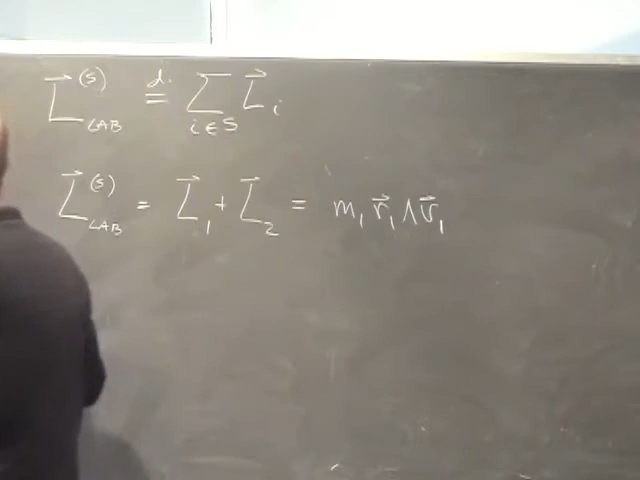 L⃗_LAB^(S) =^d. Σ_{i∈S} L⃗_i
L⃗_LAB^(S) = L⃗_1 + L⃗_2 = m_1 r⃗_1 ∧ v⃗_1